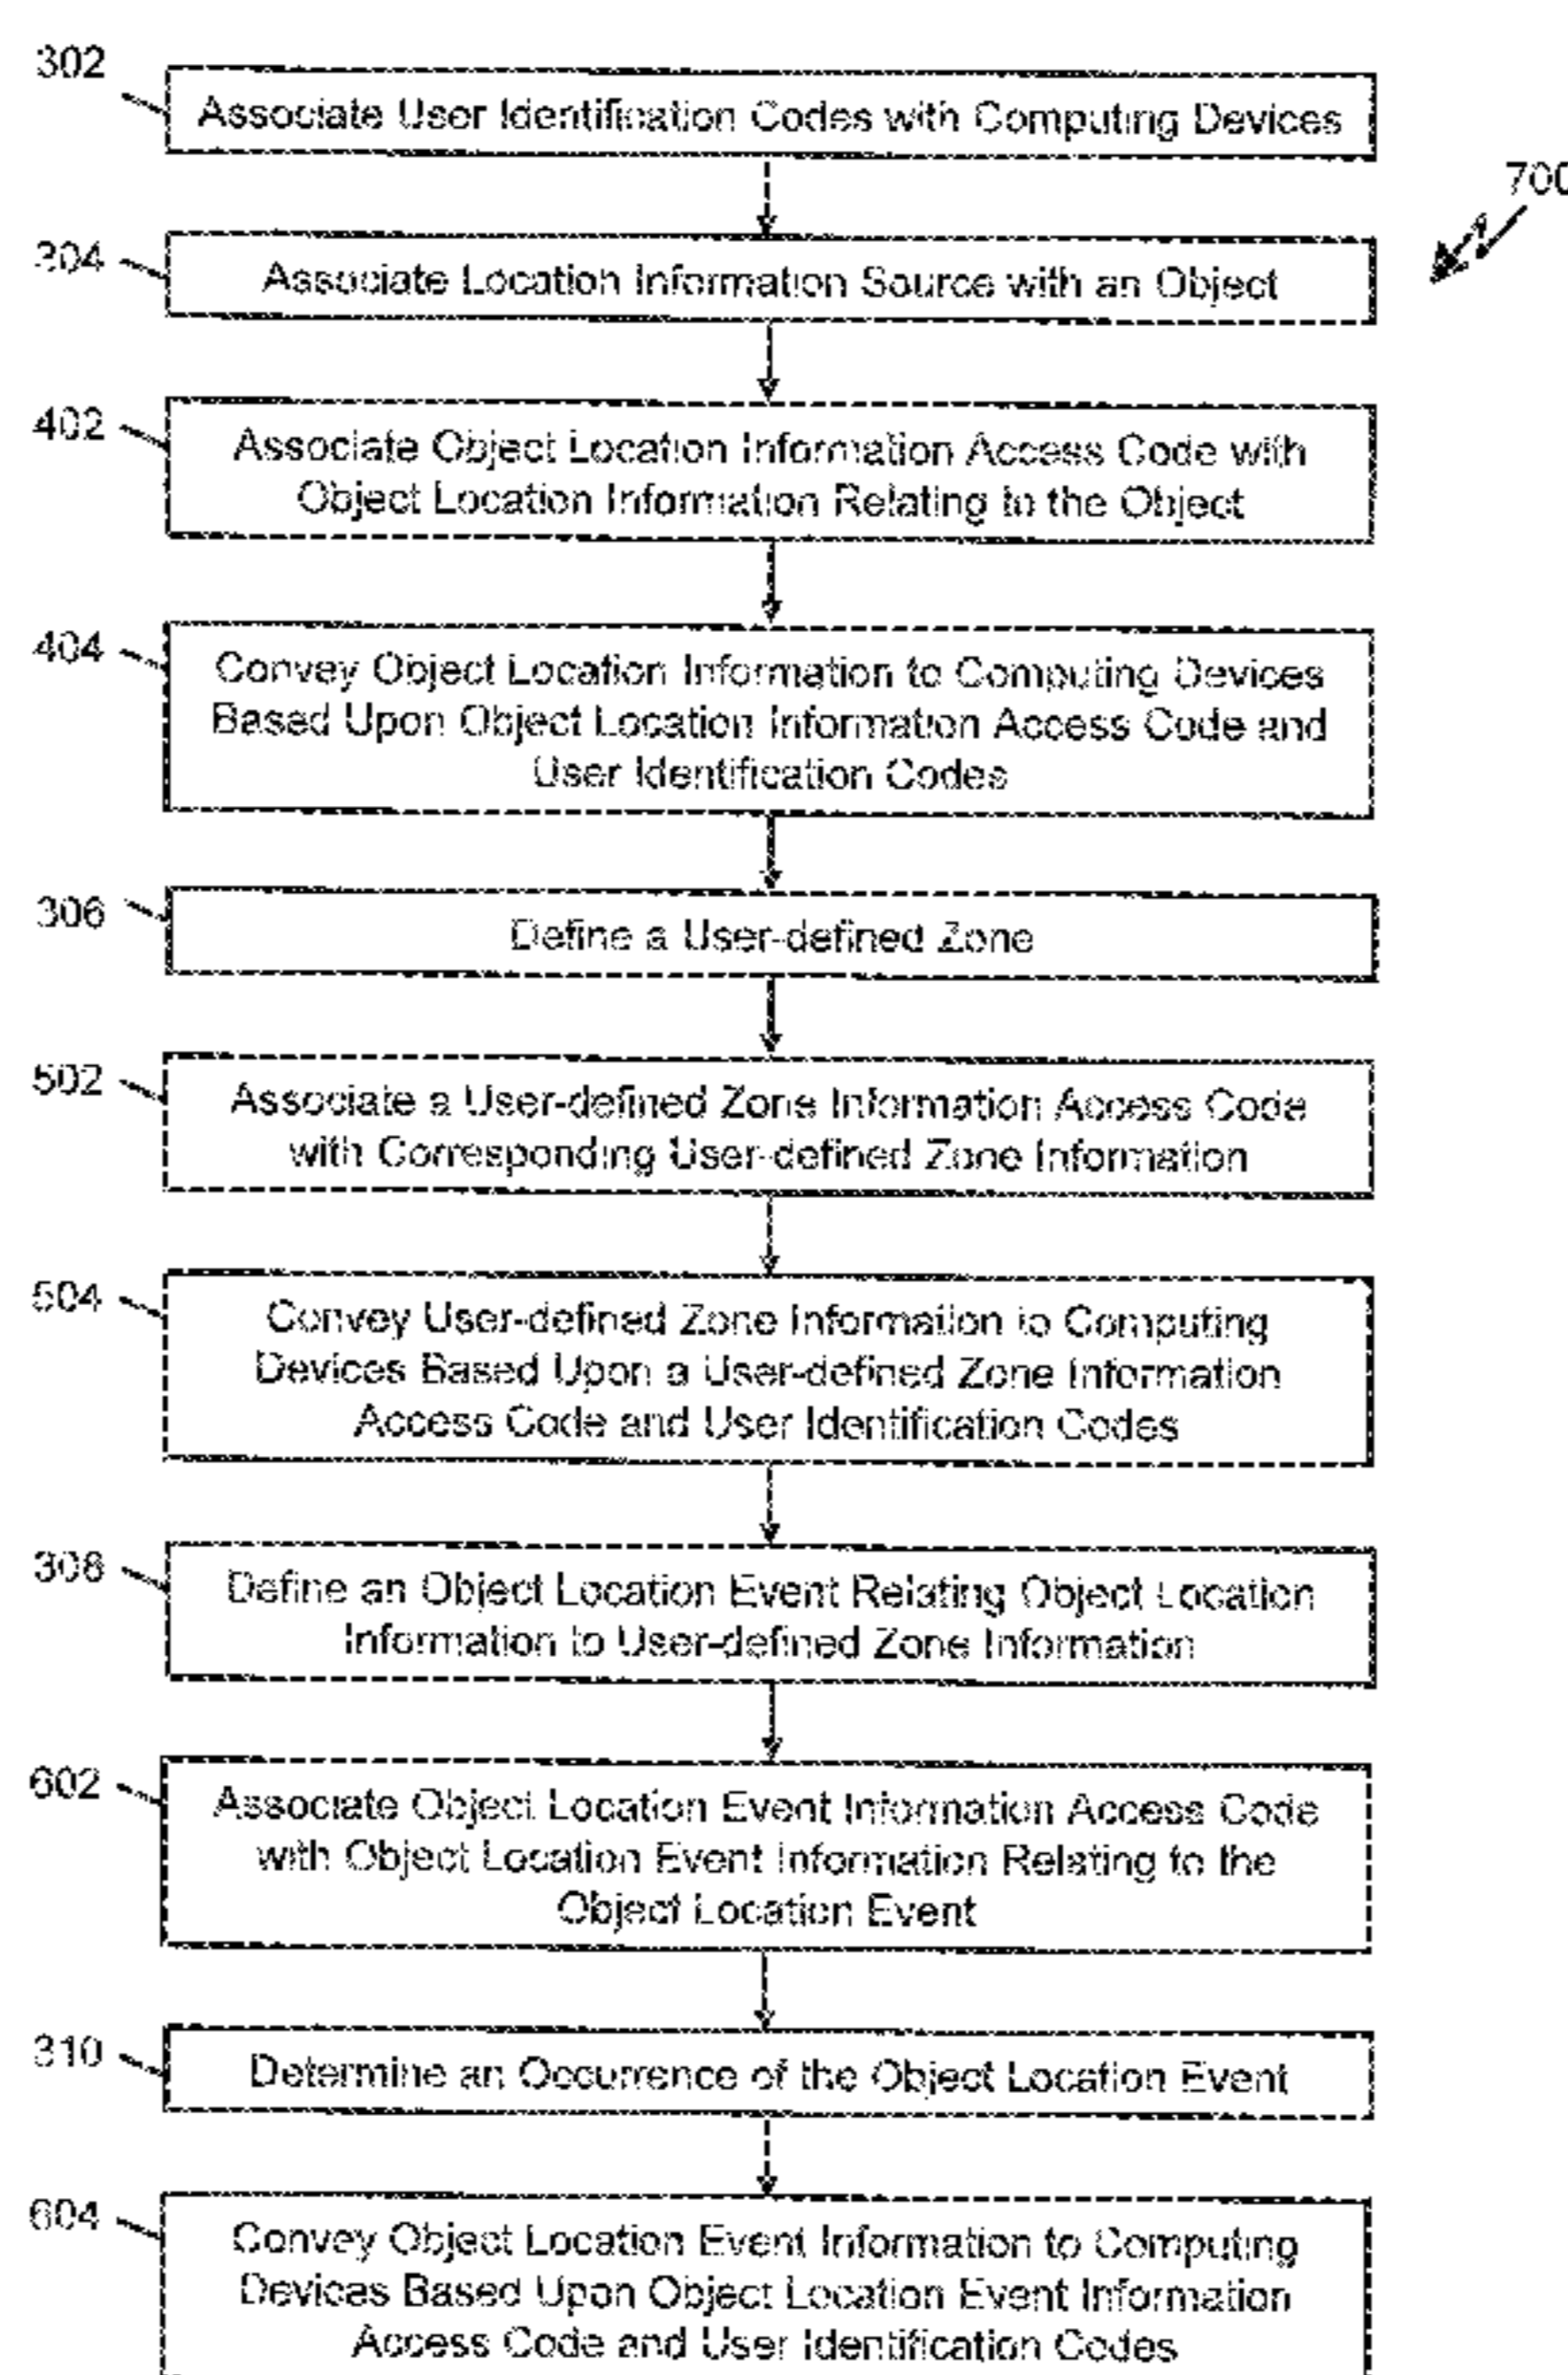 302
Associate User Identification Codes with Computing Devices
700
304
Associate Location Information Source with an Object
402
Associate Object Location Information Access Code with
Object Location Information Relating to the Object
404
Convey Object Location Information to Computing Devices
Based Upon Object Location Information Access Code and
User Identification Codes
306
Define a User-defined Zone
502
Associate a User-defined Zone Information Access Code
with Corresponding User-defined Zone Information
504
Convey User-defined Zone Information to Computing
Devices Based Upon a User-defined Zone Information
Access Code and User Identification Codes
308
Define an Object Location Event Relating Object Location
Information to User-defined Zone Information
602
Associate Object Location Event Information Access Code
with Object Location Event Information Relating to the
Object Location Event
310
Determine an Occurrence of the Object Location Event
604
Convey Object Location Event Information to Computing
Devices Based Upon Object Location Event Information
Access Code and User Identification Codes